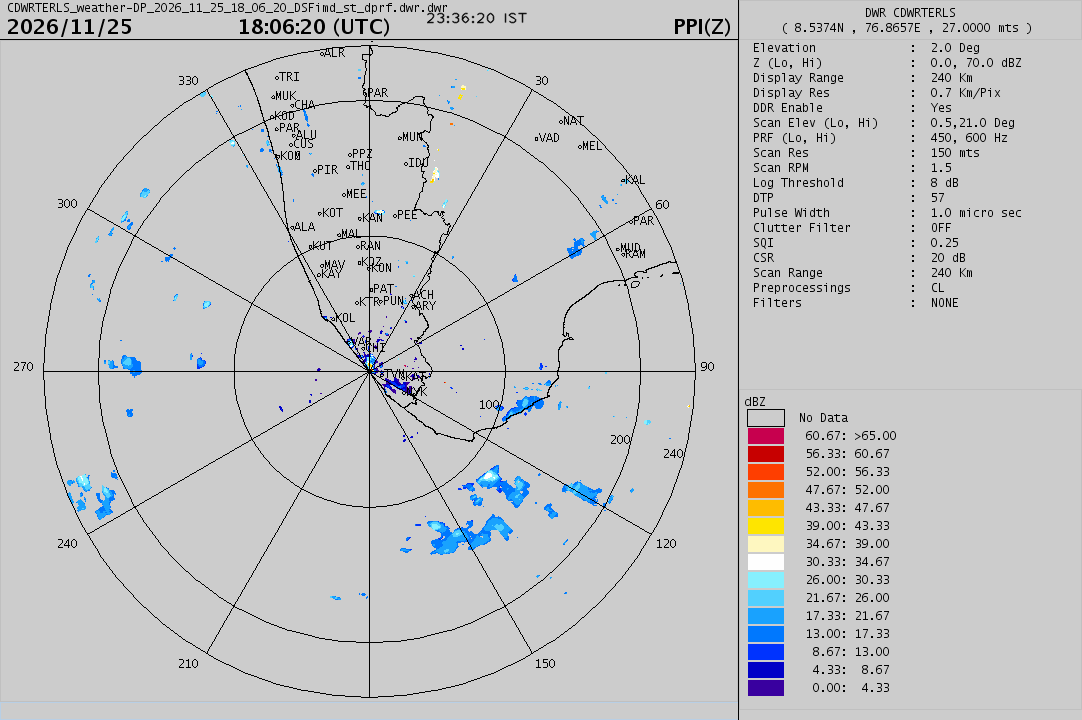 CDWRTERLS_weather-DP_2026_11_25_18_06_20_DSFimd_st_dprf.dwr.dwr
2026/11/25 18:06:20 (UTC) 23:36:20 IST PPI(Z)
DWR CDWRTERLS
( 8.5374N , 76.8657E , 27.0000 mts )
Elevation : 2.0 Deg
Z (Lo, Hi) : 0.0, 70.0 dBZ
Display Range : 240 Km
Display Res : 0.7 Km/Pix
DDR Enable : Yes
Scan Elev (Lo, Hi) : 0.5,21.0 Deg
PRF (Lo, Hi) : 450, 600 Hz
Scan Res : 150 mts
Scan RPM : 1.5
Log Threshold : 8 dB
DTP : 57
Pulse Width : 1.0 micro sec
Clutter Filter : OFF
SQI : 0.25
CSR : 20 dB
Scan Range : 240 Km
Preprocessings : CL
Filters : NONE
dBZ
No Data
60.67: >65.00
56.33: 60.67
52.00: 56.33
47.67: 52.00
43.33: 47.67
39.00: 43.33
34.67: 39.00
30.33: 34.67
26.00: 30.33
21.67: 26.00
17.33: 21.67
13.00: 17.33
8.67: 13.00
4.33: 8.67
0.00: 4.33
ALR
330 TRI 30
MUK PAR
CHA
KOD NAT
PAR
ALU MUN VAD
CUS MEL
KOM PPZ
THO IDU
PIR
KAL
MEE
300 60
KOT KAN PEE PAR
ALA MAL
KUT RAN MUD
RAM
MAV KOZ
KAY KON
PAT
KTR PUN ACH
ARY
KOL
VAR
CHI
270 90
TVM
KAT
NYK
100
200
240
240 120
210 150